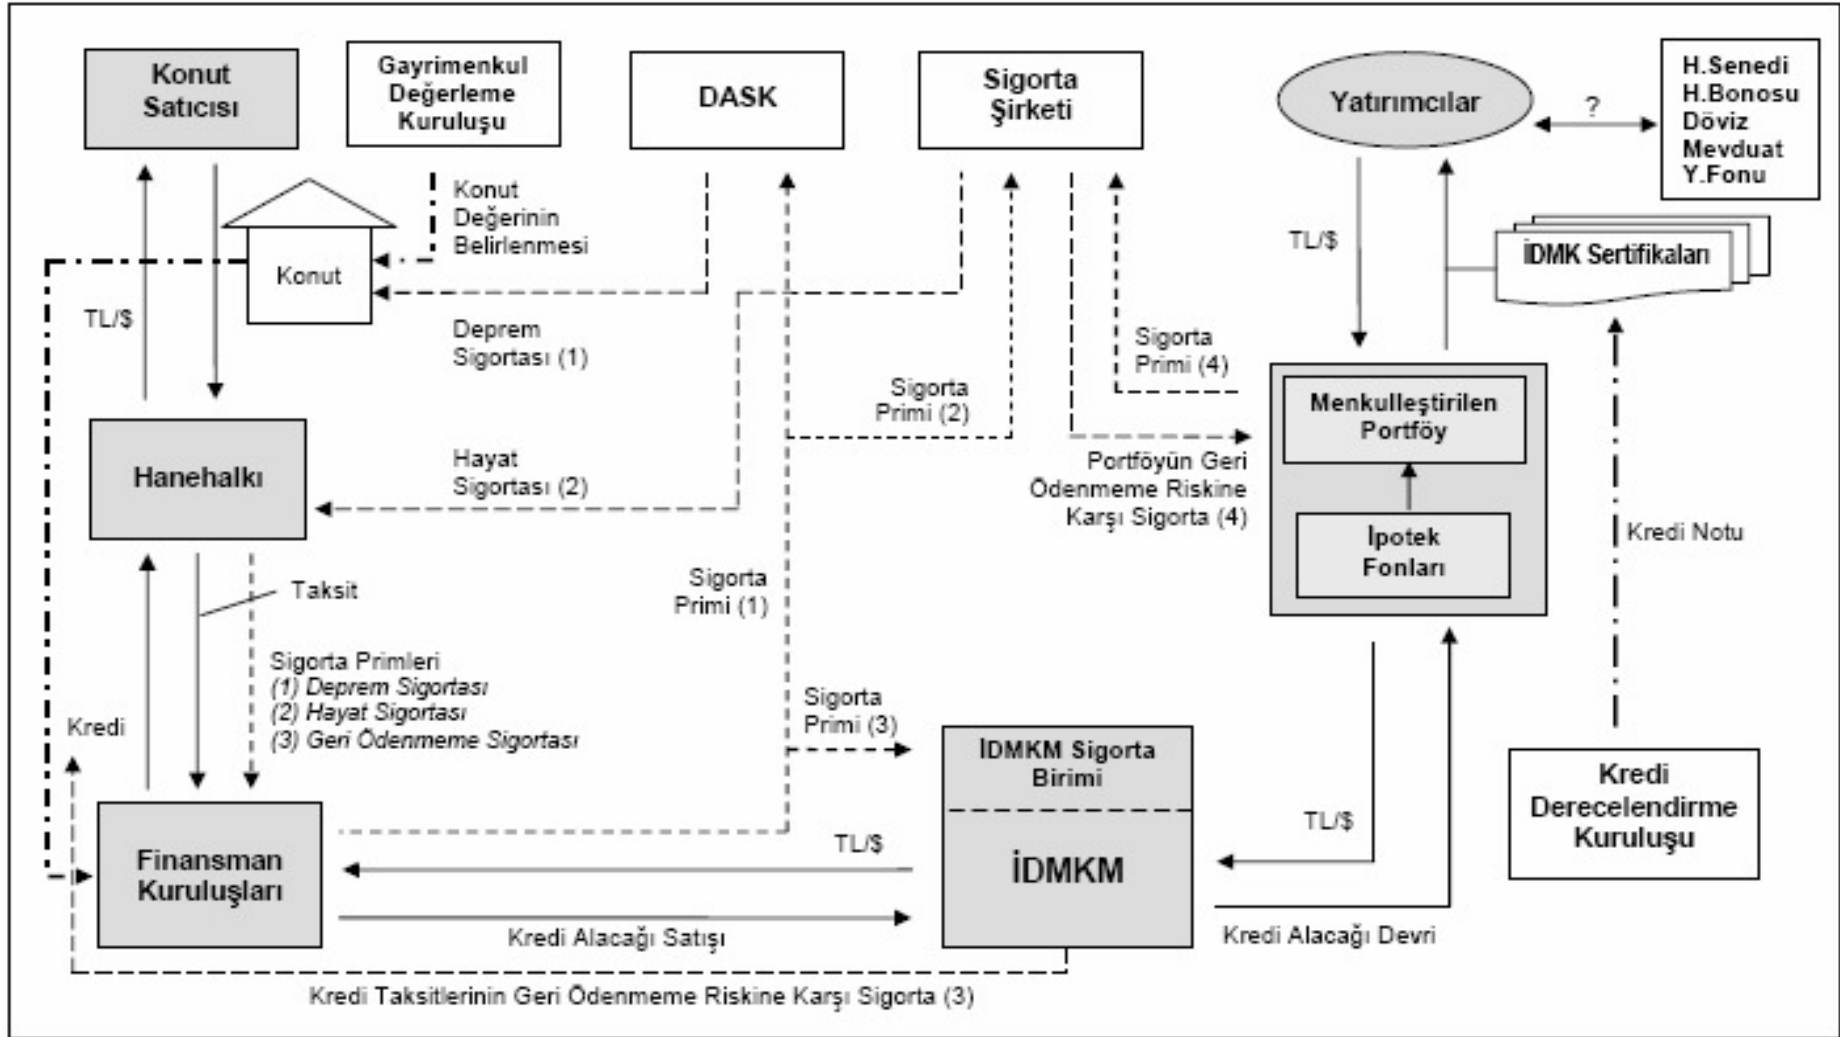 Konut
Satıcısı
Gayrimenkul
Değerleme
Kuruluşu
DASK
Sigorta
Şirketi
Yatırımcılar
?
H.Senedi
H.Bonosu
Döviz
Mevduat
Y.Fonu
Konut
Değerinin
Belirlenmesi
Konut
TL/$
Deprem
Sigortası (1)
TL/$
İDMK Sertifikaları
Sigorta
Primi (4)
Sigorta
Primi (2)
Menkulleştirilen
Portföy
Hanehalkı
Hayat
Sigortası (2)
Portföyün Geri
Ödenmeme Riskine
Karşı Sigorta (4)
İpotek
Fonları
Kredi Notu
Taksit
Sigorta
Primi (1)
Sigorta Primleri
(1) Deprem Sigortası
(2) Hayat Sigortası
(3) Geri Ödenmeme Sigortası
Kredi
Sigorta
Primi (3)
İDMKM Sigorta
Birimi
İDMKM
Kredi
Derecelendirme
Kuruluşu
Finansman
Kuruluşları
TL/$
TL/$
Kredi Alacağı Satışı
Kredi Alacağı Devri
Kredi Taksitlerinin Geri Ödenmeme Riskine Karşı Sigorta (3)